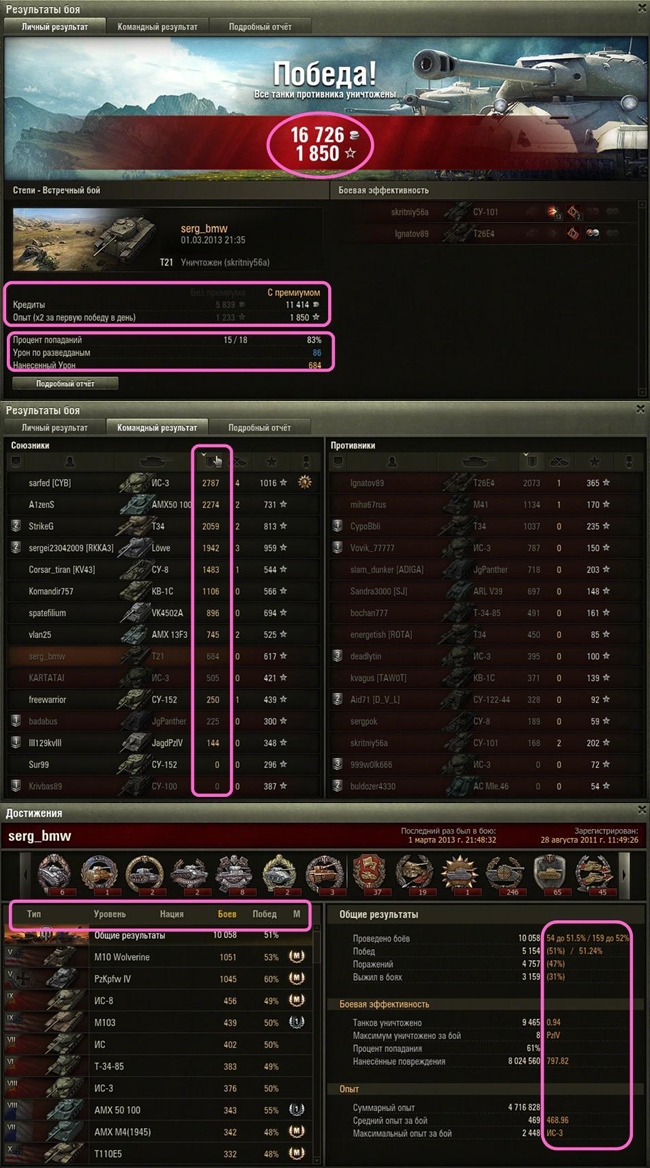 Результаты боя
Личный результат Командный результат Подробный отчёт
Победа!
Все танки противника уничтожены
16 726
1 850
Степи - Встречный бой
Боевая эффективность
skritniy56a СУ-101
Ignatov89 T26E4
serg_bmw
01.03.2013 21:35
T21 Уничтожен (skritniy56a)
Без премиума С премиумом
Кредиты 5 839 11 414
Опыт (x2 за первую победу в день) 1 233 1 850
Процент попаданий 15 / 18 83%
Урон по разведданым 86
Нанесенный Урон 684
Подробный отчёт
Результаты боя
Личный результат Командный результат Подробный отчёт
Союзники
sarfed [CYB] ИС-3 2787 4 1016
A1zenS AMX50 100 2274 2 731
StrikeG T34 2059 2 813
sergei23042009 [RKKA3] Löwe 1942 3 959
Corsar_tiran [KV43] СУ-8 1483 1 544
Komandir757 КВ-1С 1106 0 566
spatefilium VK4502A 896 0 694
vlan25 AMX 13F3 745 2 525
serg_bmw T21 684 0 617
KARTATAI ИС-3 505 0 421
freewarrior СУ-152 250 1 439
badabus JgPanther 225 0 300
III129kvIII JagdPzIV 144 0 348
Sur99 СУ-152 0 0 296
Krivbas89 СУ-100 0 0 387
Противники
Ignatov89 T26E4 2073 1 365
miha67rus M41 1134 1 170
CypoBbli T34 1037 0 235
Vovik_77777 ИС-3 787 0 150
slam_dunker [ADIGA] JgPanther 718 0 203
Sandra3000 [SJ] ARL V39 697 0 148
bochan777 Т-34-85 491 0 161
energetish [ROTA] T34 450 0 85
deadlytin ИС-3 395 0 100
kvagus [TAW0T] КВ-1С 371 0 139
Aid71 [D_V_L] СУ-122-44 328 0 92
sergpok СУ-8 189 0 59
skritniy56a СУ-101 168 2 202
999w0lk666 ИС-3 0 0 72
buldozer4330 AC Mle.46 0 0 54
Достижения
serg_bmw
Последний раз был в бою:
1 марта 2013 г. 21:48:32
Зарегистрирован:
28 августа 2011 г. 11:49:26
6 1 2 2 8 2 3 37 19 1 246 65 45
Тип Уровень Нация Боев Побед М
Общие результаты 10 058 51%
V M10 Wolverine 1051 53% M
V PzKpfw IV 1045 60% M
IX ИС-8 456 49% M
IX M103 439 50% 1
VII ИС 402 50%
VI Т-34-85 383 49%
VIII ИС-3 376 50%
VIII AMX 50 100 343 55% 1
VII AMX M4(1945) 342 48% M
X T110E5 332 48% M
Общие результаты
Проведено боёв 10 058 54 до 51.5% / 159 до 52%
Побед 5 154 (51%) / 51.24%
Поражений 4 757 (47%)
Выжил в боях 3 159 (31%)
Боевая эффективность
Танков уничтожено 9 465 0.94
Максимум уничтожено за бой 8 PzIV
Процент попадания 61%
Нанесённые повреждения 8 024 560 797.82
Опыт
Суммарный опыт 4 716 828
Средний опыт за бой 469 468.96
Максимальный опыт за бой 2 448 ИС-3